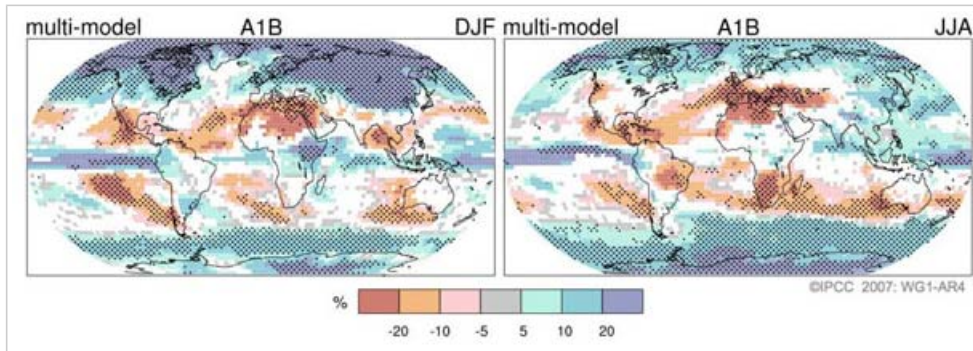 multi-model A1B DJF
multi-model A1B JJA
©IPCC 2007: WG1-AR4
%
-20 -10 -5 5 10 20